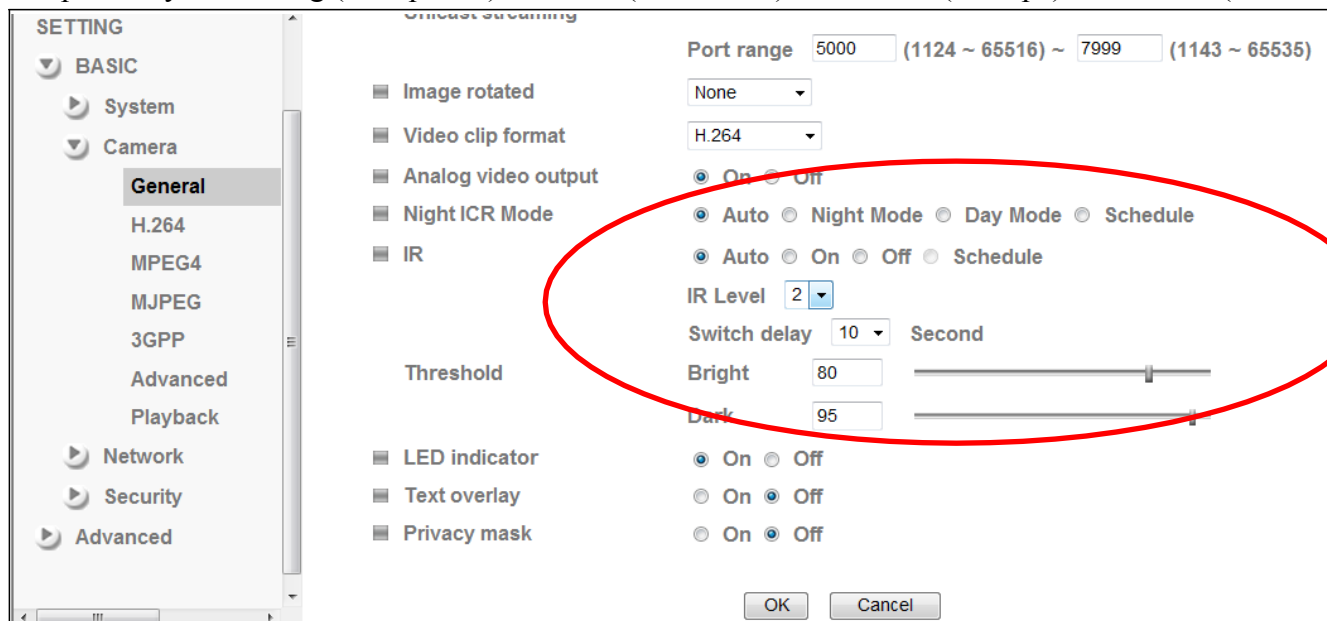 SETTING
BASIC
System
Camera
General
H.264
MPEG4
MJPEG
3GPP
Advanced
Playback
Network
Security
Advanced
Unicast streaming
Port range 5000 (1124 ~ 65516) ~ 7999 (1143 ~ 65535)
Image rotated None
Video clip format H.264
Analog video output On Off
Night ICR Mode Auto Night Mode Day Mode Schedule
IR Auto On Off Schedule
IR Level 2
Switch delay 10 Second
Threshold Bright 80
Dark 95
LED indicator On Off
Text overlay On Off
Privacy mask On Off
OK Cancel